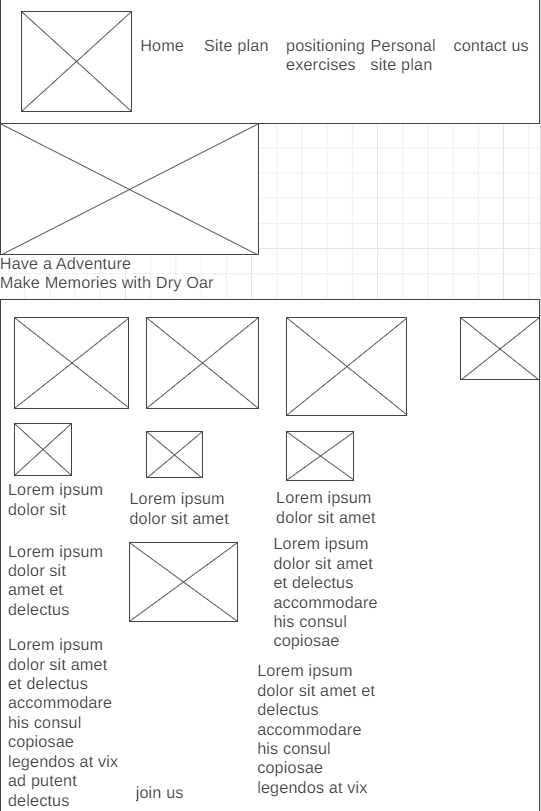 Home
Site plan
positioning
exercises
Personal
site plan
contact us
Have a Adventure
Make Memories with Dry Oar
Lorem ipsum
dolor sit
Lorem ipsum
dolor sit amet
Lorem ipsum
dolor sit amet
Lorem ipsum
dolor sit
amet et
delectus
Lorem ipsum
dolor sit amet
et delectus
accommodare
his consul
copiosae
Lorem ipsum
dolor sit amet
et delectus
accommodare
his consul
copiosae
legendos at vix
ad putent
delectus
join us
Lorem ipsum
dolor sit amet et
delectus
accommodare
his consul
copiosae
legendos at vix